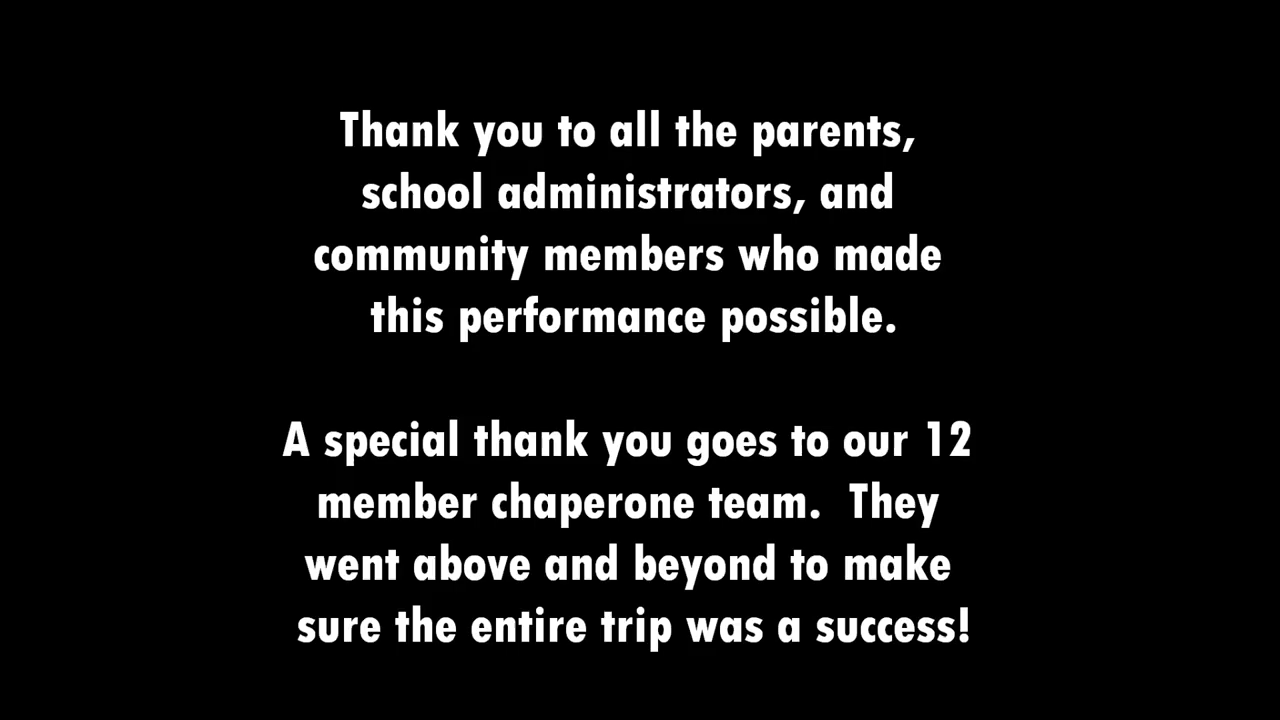 Thank you to all the parents,
school administrators, and
community members who made
this performance possible.
A special thank you goes to our 12
member chaperone team.  They
went above and beyond to make
sure the entire trip was a success!